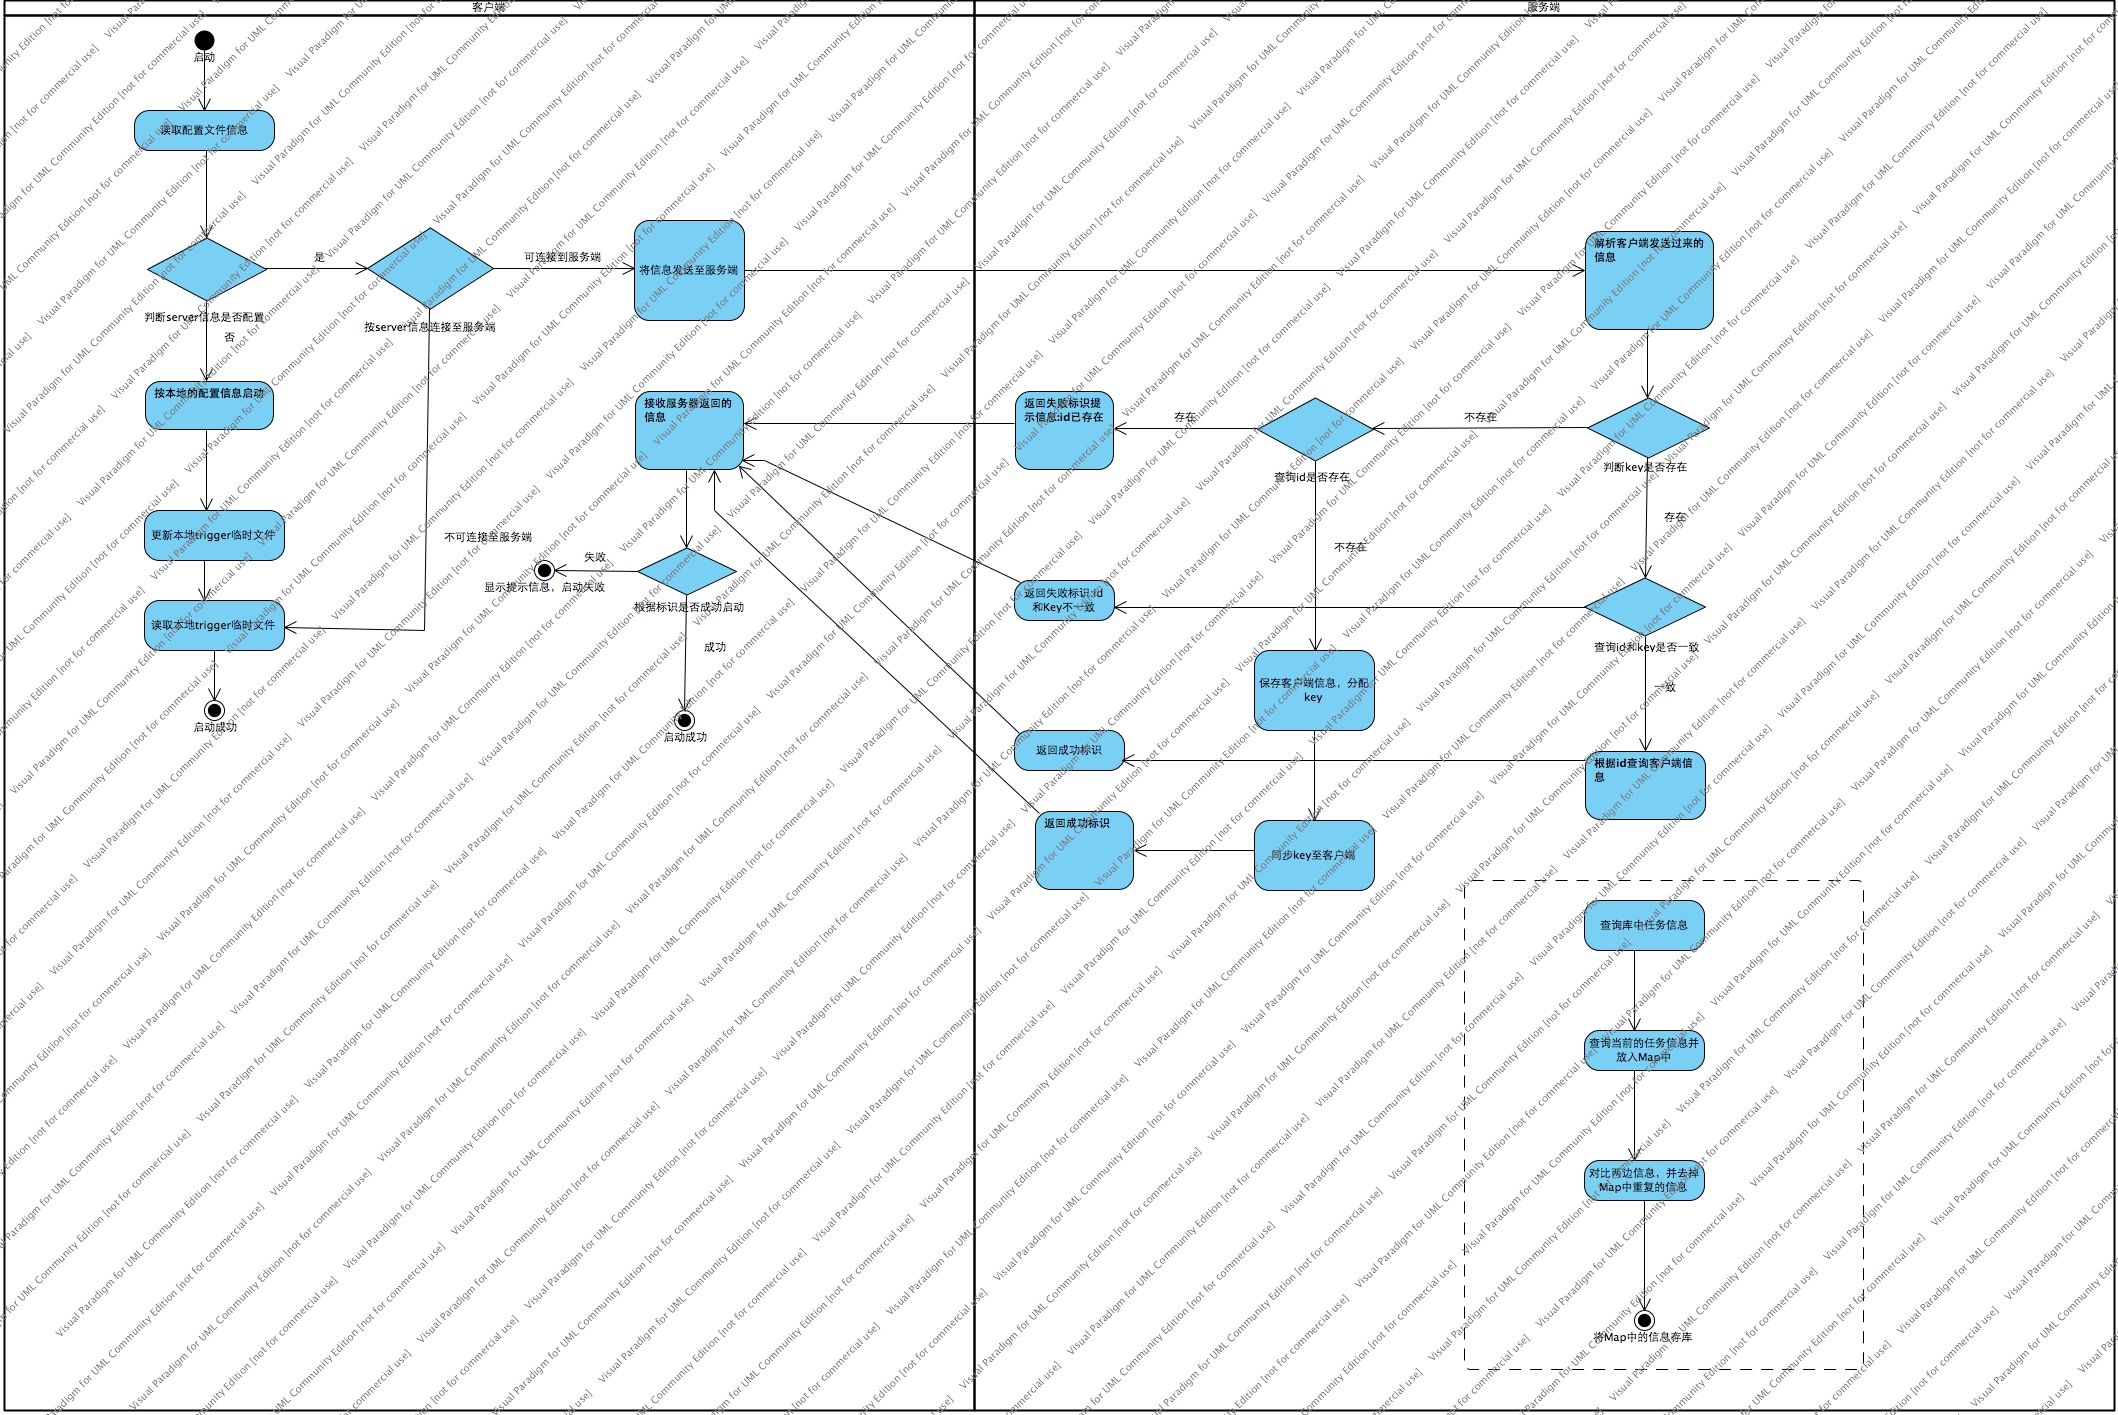 客户端
服务端
启动
读取配置文件信息
是
判断server信息是否配置
否
按server信息连接至服务端
可连接到服务端
将信息发送至服务端
解析客户端发送过来的
信息
按本地的配置信息启动
更新本地trigger临时文件
读取本地trigger临时文件
启动成功
不可连接至服务端
接收服务器返回的
信息
失败
显示提示信息，启动失败
根据标识是否成功启动
成功
启动成功
返回失败标识提
示信息:id已存在
存在
查询id是否存在
不存在
判断key是否存在
存在
不存在
返回失败标识:id
和Key不一致
查询id和key是否一致
一致
保存客户端信息，分配
key
返回成功标识
根据id查询客户端信
息
返回成功标识
同步key至客户端
查询库中任务信息
查询当前的任务信息并
放入Map中
对比两边信息，并去掉
Map中重复的信息
将Map中的信息存库
Visual Paradigm for UML Community Edition [not for commercial use]